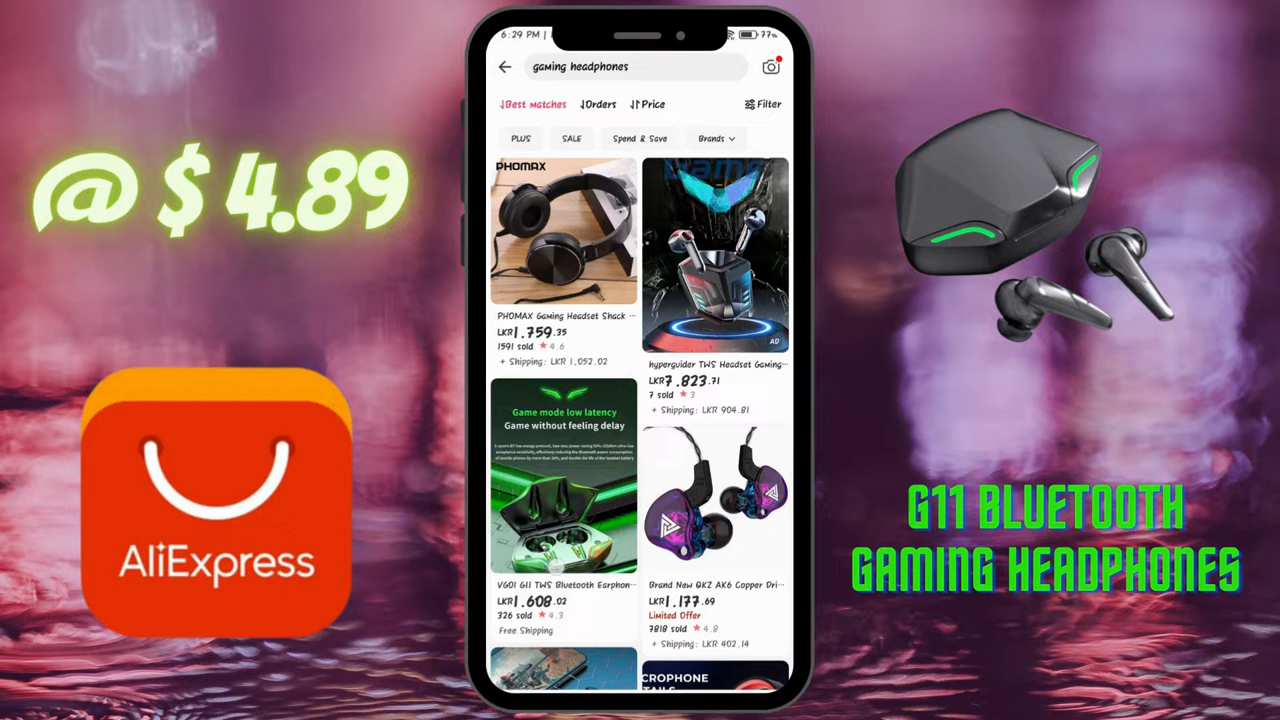 @ $ 4.89
AliExpress
6:29 PM |
77%
gaming headphones
↓Best matches ↓Orders ↓↑Price Filter
PLUS SALE Spend & Save Brands
PHOMAX
PHOMAX Gaming Headset Shack ...
LKR1,759.35
1591 sold ★ 4.6
+ Shipping: LKR 1,052.02
Game mode low latency
Game without feeling delay
VG01 G11 TWS Bluetooth Earphon...
LKR1,608.02
326 sold ★ 4.3
Free Shipping
Game
AD
hyperguider TWS Headset Gaming...
LKR7,823.71
7 sold ★ 3
+ Shipping: LKR 904.81
Brand New QKZ AK6 Copper Dri...
LKR1,177.69
Limited Offer
7818 sold ★ 4.8
+ Shipping: LKR 402.14
CROPHONE
G11 BLUETOOTH
GAMING HEADPHONES